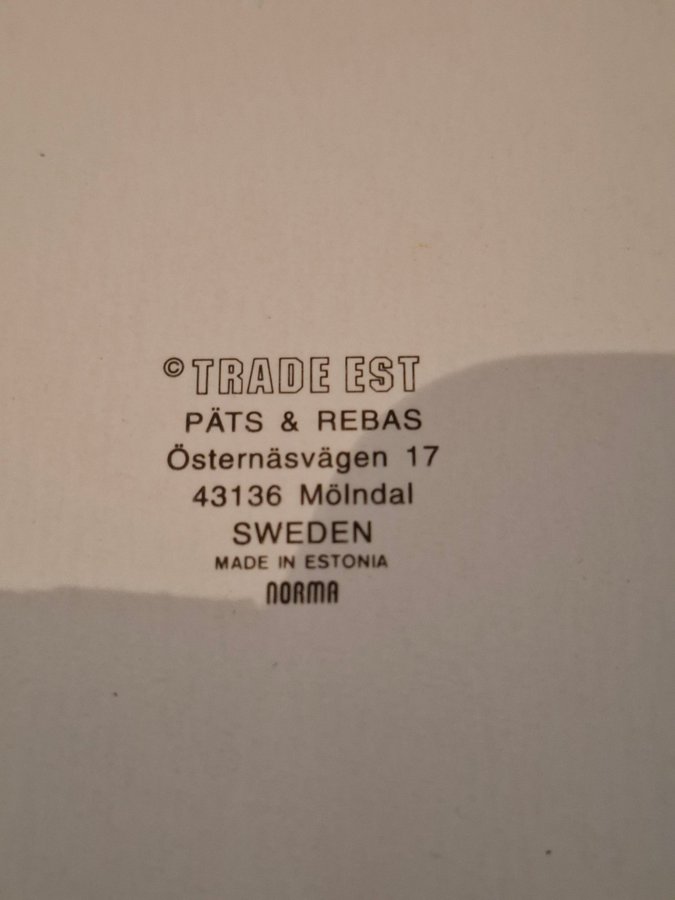 © TRADE EST
PÄTS & REBAS
Östernäsvägen 17
43136 Mölndal
SWEDEN
MADE IN ESTONIA
NORMA